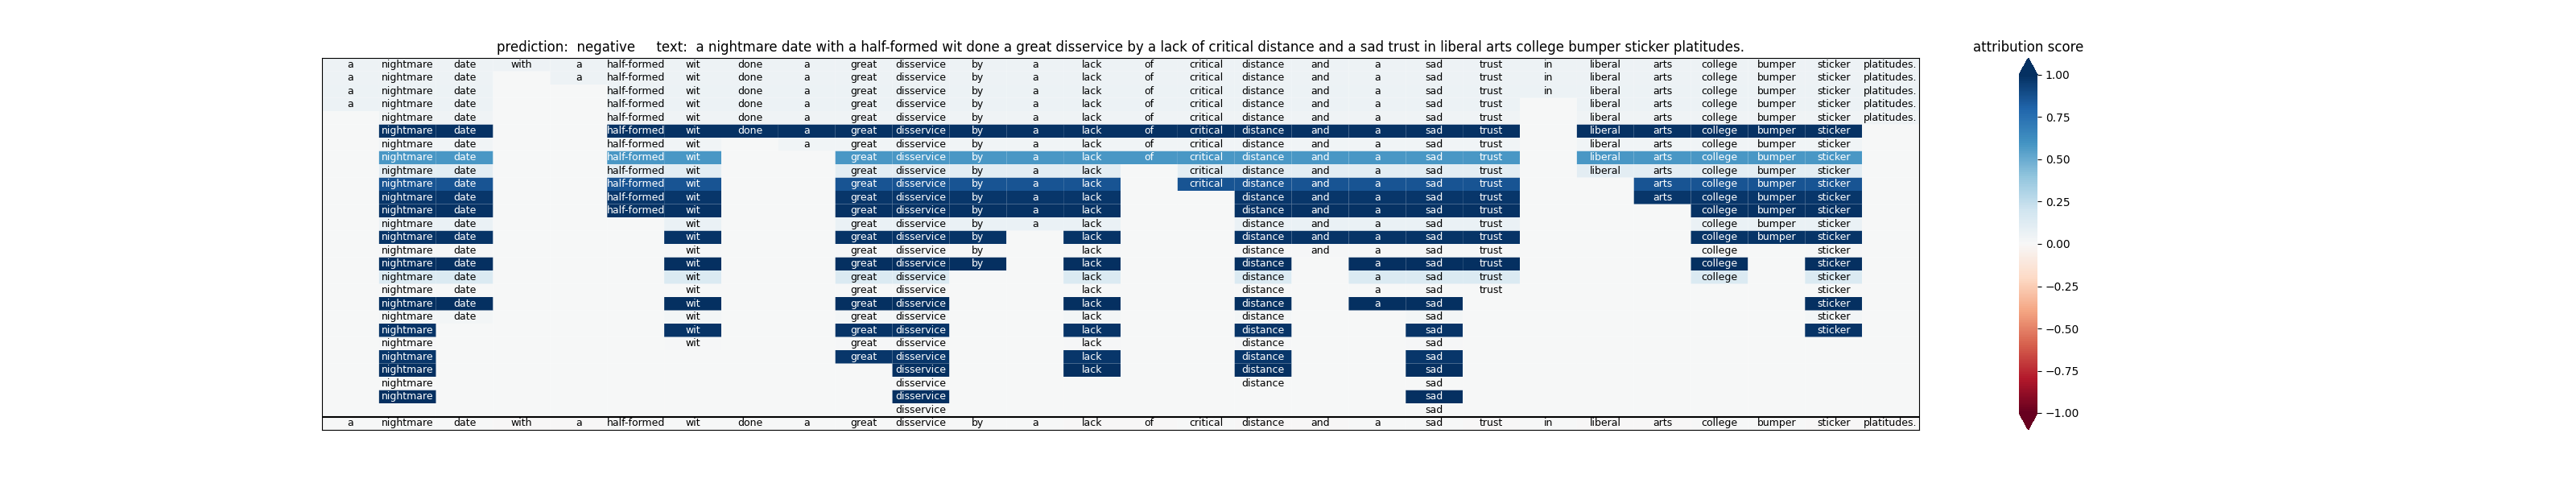 prediction: negative text: a nightmare date with a half-formed wit done a great disservice by a lack of critical distance and a sad trust in liberal arts college bumper sticker platitudes.
attribution score
a nightmare date with a half-formed wit done a great disservice by a lack of critical distance and a sad trust in liberal arts college bumper sticker platitudes.
a nightmare date a half-formed wit done a great disservice by a lack of critical distance and a sad trust in liberal arts college bumper sticker platitudes.
a nightmare date half-formed wit done a great disservice by a lack of critical distance and a sad trust in liberal arts college bumper sticker platitudes.
a nightmare date half-formed wit done a great disservice by a lack of critical distance and a sad trust liberal arts college bumper sticker platitudes.
nightmare date half-formed wit done a great disservice by a lack of critical distance and a sad trust liberal arts college bumper sticker platitudes.
nightmare date half-formed wit done a great disservice by a lack of critical distance and a sad trust liberal arts college bumper sticker
nightmare date half-formed wit a great disservice by a lack of critical distance and a sad trust liberal arts college bumper sticker
nightmare date half-formed wit great disservice by a lack of critical distance and a sad trust liberal arts college bumper sticker
nightmare date half-formed wit great disservice by a lack critical distance and a sad trust liberal arts college bumper sticker
nightmare date half-formed wit great disservice by a lack critical distance and a sad trust arts college bumper sticker
nightmare date half-formed wit great disservice by a lack distance and a sad trust arts college bumper sticker
nightmare date half-formed wit great disservice by a lack distance and a sad trust college bumper sticker
nightmare date wit great disservice by a lack distance and a sad trust college bumper sticker
nightmare date wit great disservice by lack distance and a sad trust college bumper sticker
nightmare date wit great disservice by lack distance and a sad trust college sticker
nightmare date wit great disservice by lack distance a sad trust college sticker
nightmare date wit great disservice lack distance a sad trust college sticker
nightmare date wit great disservice lack distance a sad trust sticker
nightmare date wit great disservice lack distance a sad sticker
nightmare date wit great disservice lack distance sad sticker
nightmare wit great disservice lack distance sad sticker
nightmare wit great disservice lack distance sad
nightmare great disservice lack distance sad
nightmare disservice lack distance sad
nightmare disservice distance sad
nightmare disservice sad
disservice sad
a nightmare date with a half-formed wit done a great disservice by a lack of critical distance and a sad trust in liberal arts college bumper sticker platitudes.
1.00
0.75
0.50
0.25
0.00
−0.25
−0.50
−0.75
−1.00